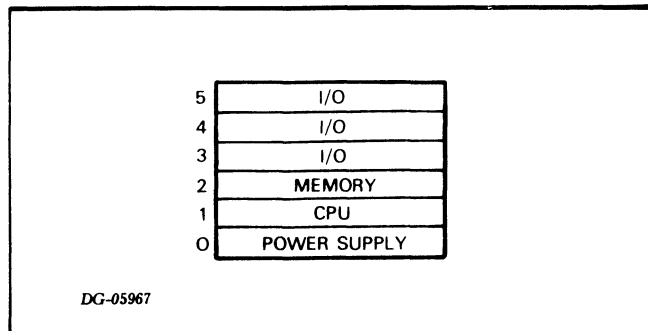 5 I/O
4 I/O
3 I/O
2 MEMORY
1 CPU
0 POWER SUPPLY
DG-05967